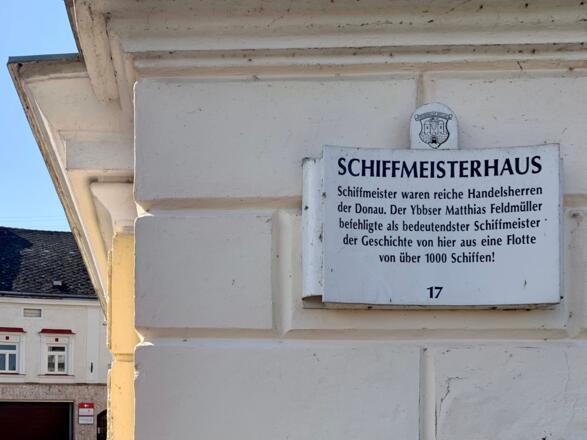 SCHIFFMEISTERHAUS
Schiffmeister waren reiche Handelsherren
der Donau. Der Ybbser Matthias Feldmüller
befehligte als bedeutendster Schiffmeister
der Geschichte von hier aus eine Flotte
von über 1000 Schiffen!
17